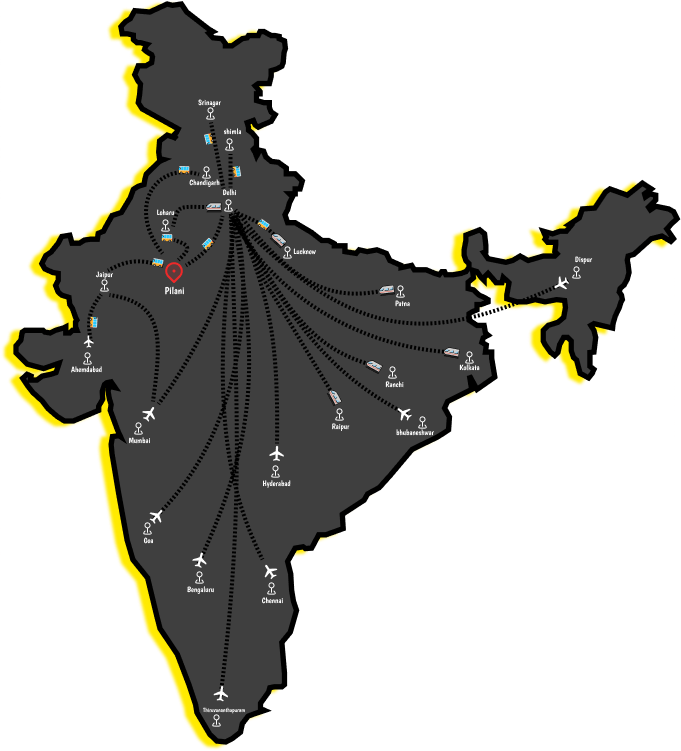 Srinagar
shimla
Chandigarh
Delhi
Loharu
Lucknow
Dispur
Jaipur
Pilani
Patna
Ahemdabad
Kolkata
Ranchi
Mumbai
Raipur
bhubaneshwar
Hyderabad
Goa
Bengaluru
Chennai
Thiruvananthapuram